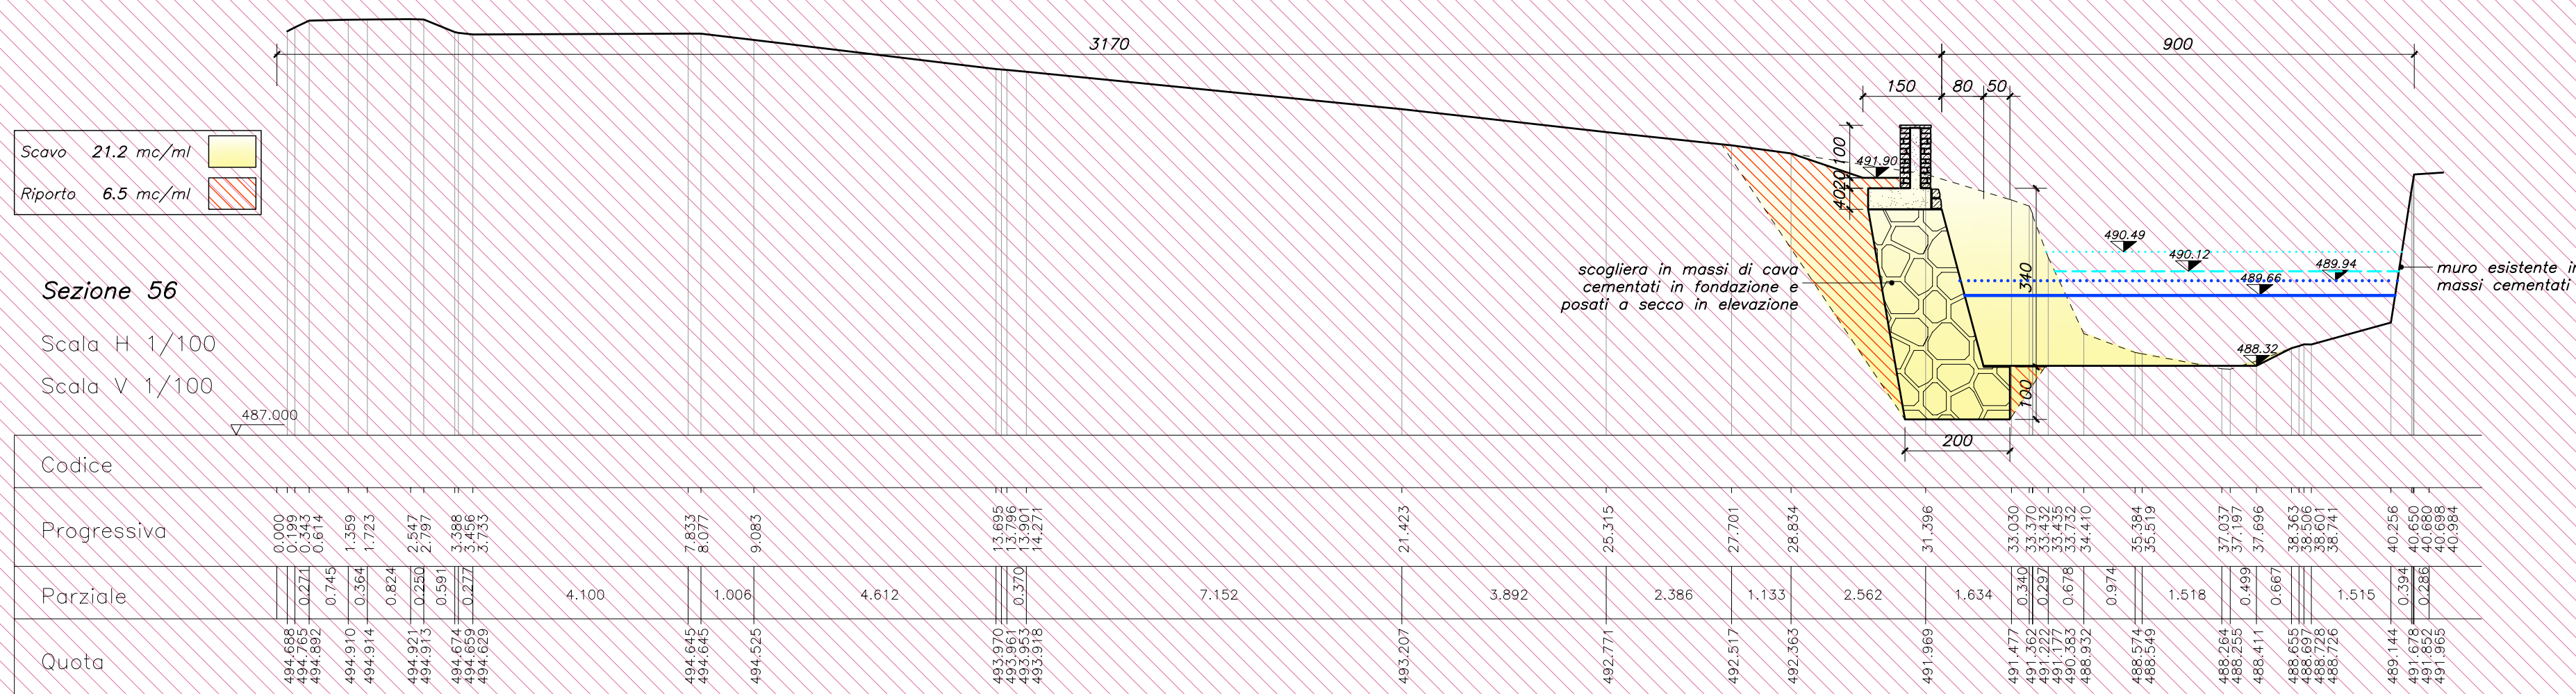 3170
900
150
80
50
Scavo 21.2 mc/ml
Riporto 6.5 mc/ml
100
20
40
491.90
340
100
200
490.49
490.12
489.94
489.66
488.32
scogliera in massi di cava
cementati in fondazione e
posati a secco in elevazione
muro esistente in
massi cementati
Sezione 56
Scala H 1/100
Scala V 1/100
487.000
Codice
Progressiva
0.000 0.199 0.343 0.614 1.359 1.723 2.547 2.797 3.388 3.456 3.733 7.833 8.077 9.083 13.695 13.796 13.901 14.271 21.423 25.315 27.701 28.834 31.396 33.030 33.370 33.432 33.435 33.732 34.410 35.384 35.519 37.037 37.197 37.696 38.363 38.506 38.601 38.741 40.256 40.650 40.680 40.698 40.984
Parziale
0.271 0.745 0.364 0.824 0.250 0.591 0.277 4.100 1.006 4.612 0.370 7.152 3.892 2.386 1.133 2.562 1.634 0.340 0.297 0.678 0.974 1.518 0.499 0.667 1.515 0.394 0.286
Quota
494.688 494.765 494.892 494.910 494.914 494.921 494.913 494.674 494.659 494.629 494.645 494.645 494.525 493.970 493.961 493.953 493.918 493.207 492.771 492.517 492.363 491.969 491.477 491.362 491.222 491.177 490.383 488.932 488.574 488.549 488.264 488.255 488.411 488.655 488.697 488.728 488.726 489.144 491.678 491.852 491.965